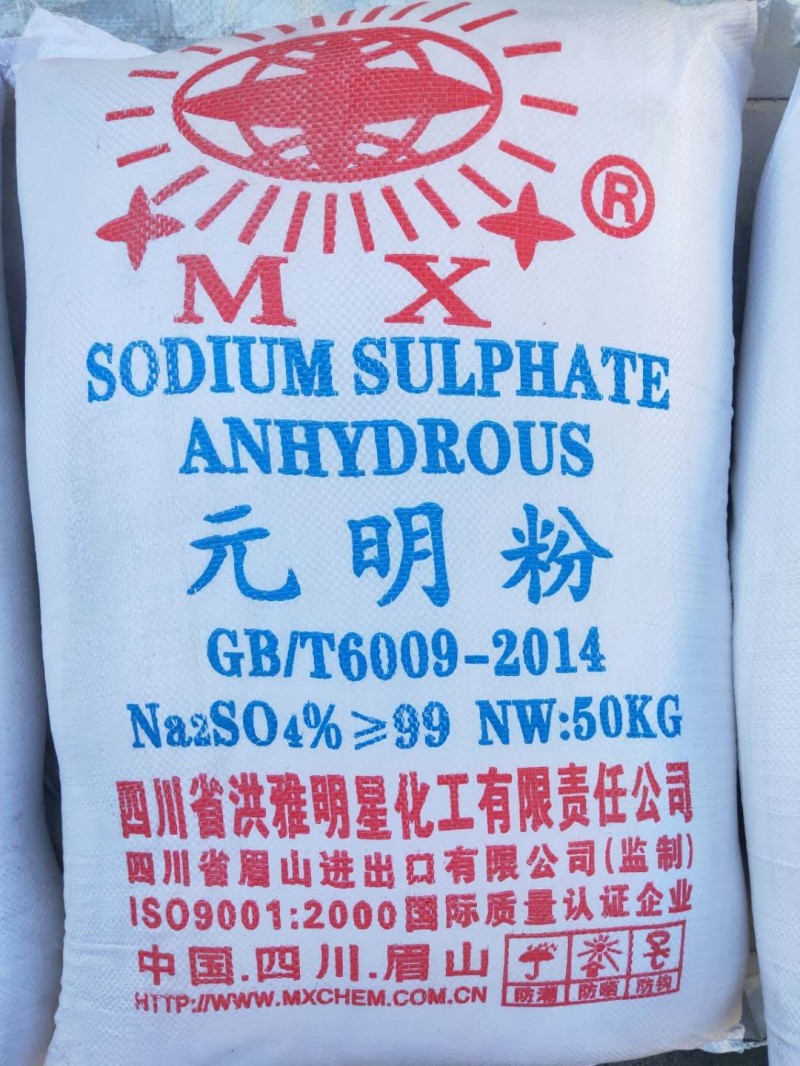 ®
M X
SODIUM SULPHATE
ANHYDROUS
元明粉
GB/T6009-2014
Na₂SO₄%≥99 NW:50KG
四川省洪雅明星化工有限责任公司
四川省眉山进出口有限公司(监制)
ISO9001:2000国际质量认证企业
中国.四川.眉山
防潮 防晒 防钩
HTTP://WWW.MXCHEM.COM.CN